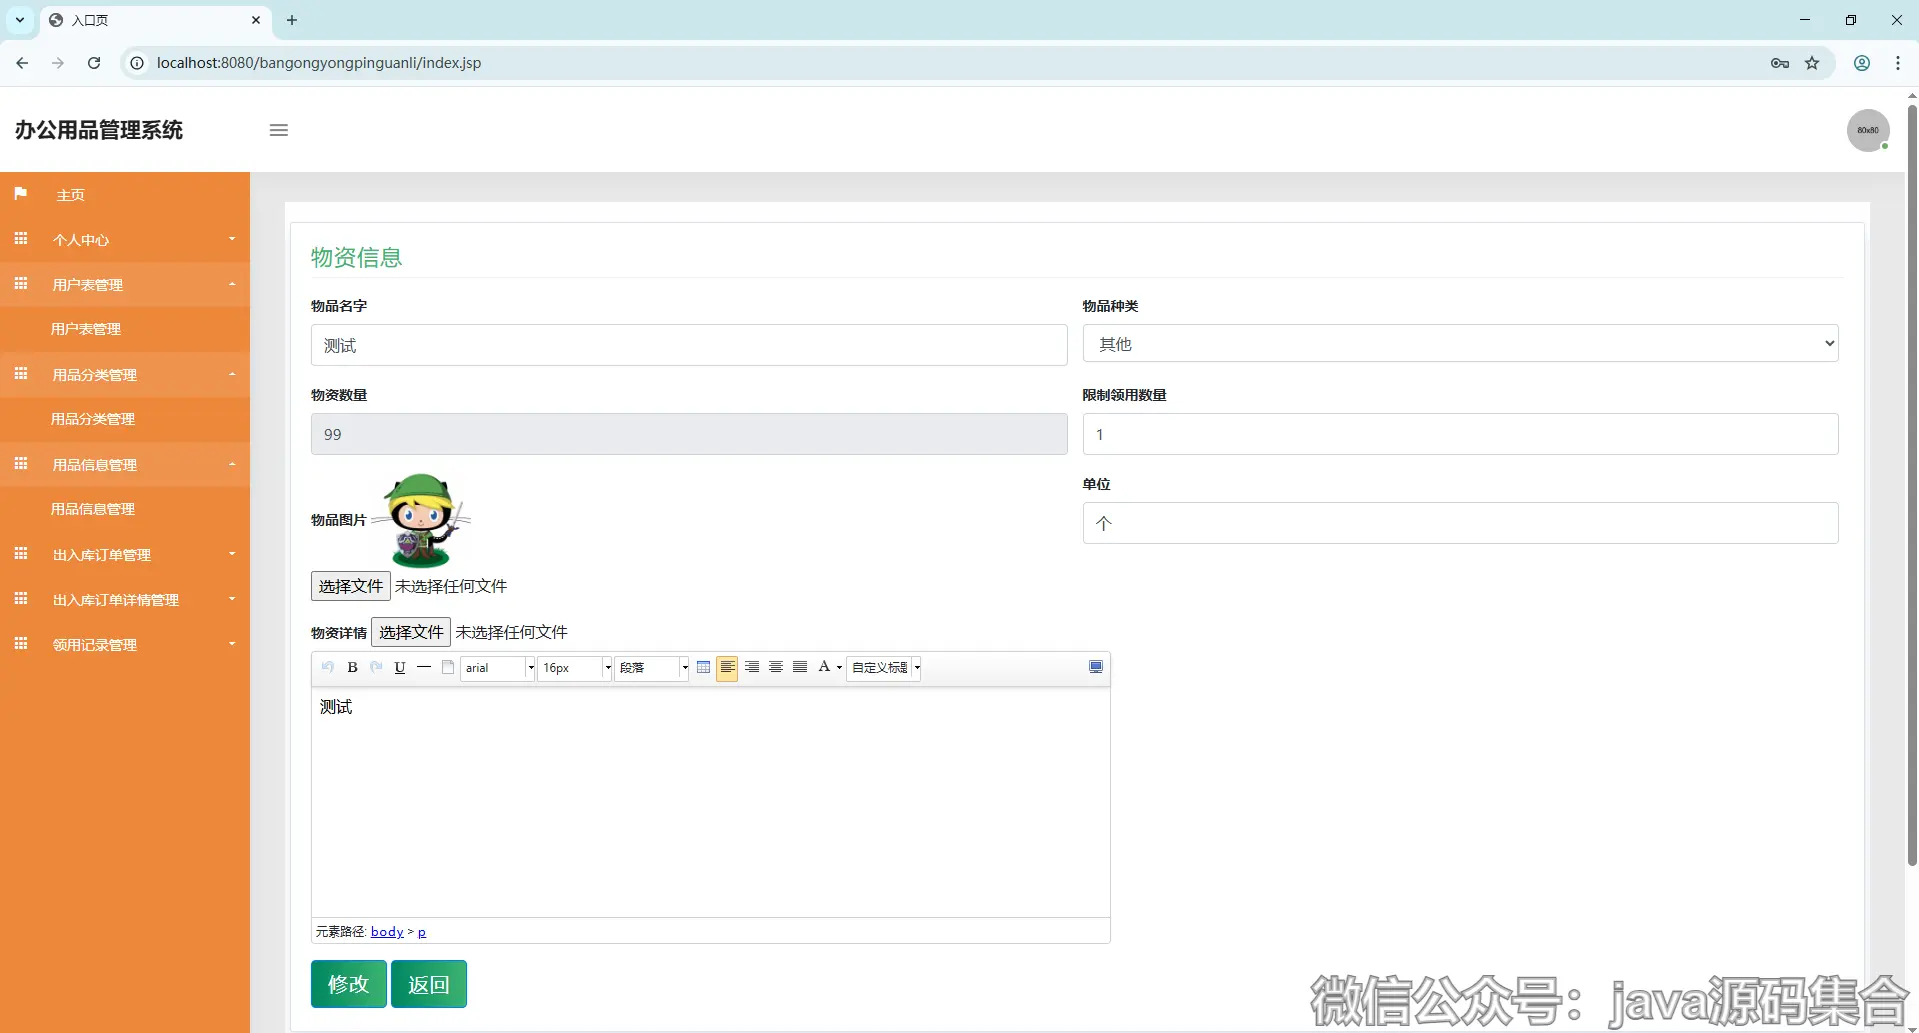 入口页
localhost:8080/bangongyongpinguanli/index.jsp
办公用品管理系统
80x80
主页
个人中心
用户表管理
用户表管理
用品分类管理
用品分类管理
用品信息管理
用品信息管理
出入库订单管理
出入库订单详情管理
领用记录管理
物资信息
物品名字
物品种类
测试
其他
物资数量
限制领用数量
99
1
物品图片
单位
个
选择文件 未选择任何文件
物资详情 选择文件 未选择任何文件
B U arial 16px 段落 A 自定义标题
测试
元素路径: body > p
修改 返回
微信公众号：java源码集合